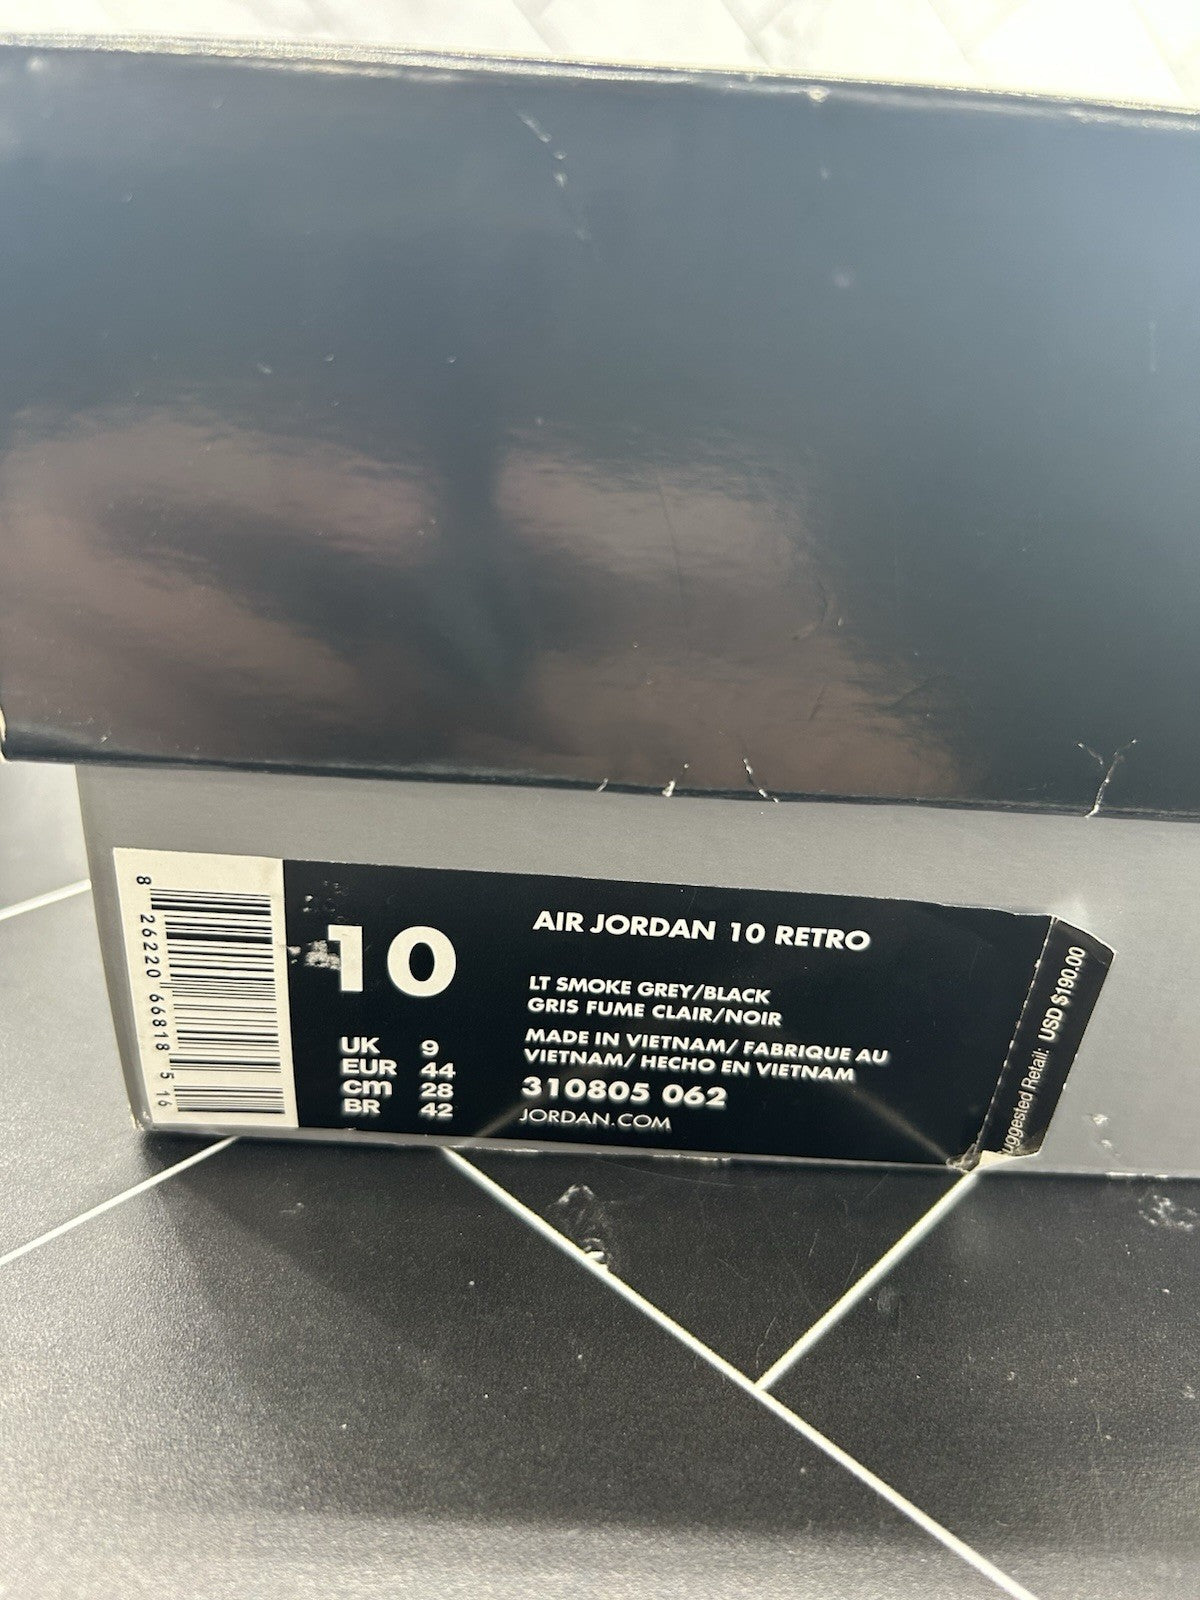 8 26220 66818 5 16
10
UK 9
EUR 44
cm 28
BR 42
AIR JORDAN 10 RETRO
LT SMOKE GREY/BLACK
GRIS FUME CLAIR/NOIR
MADE IN VIETNAM/ FABRIQUE AU
VIETNAM/ HECHO EN VIETNAM
310805 062
JORDAN.COM
uggested Retail: USD $190.00